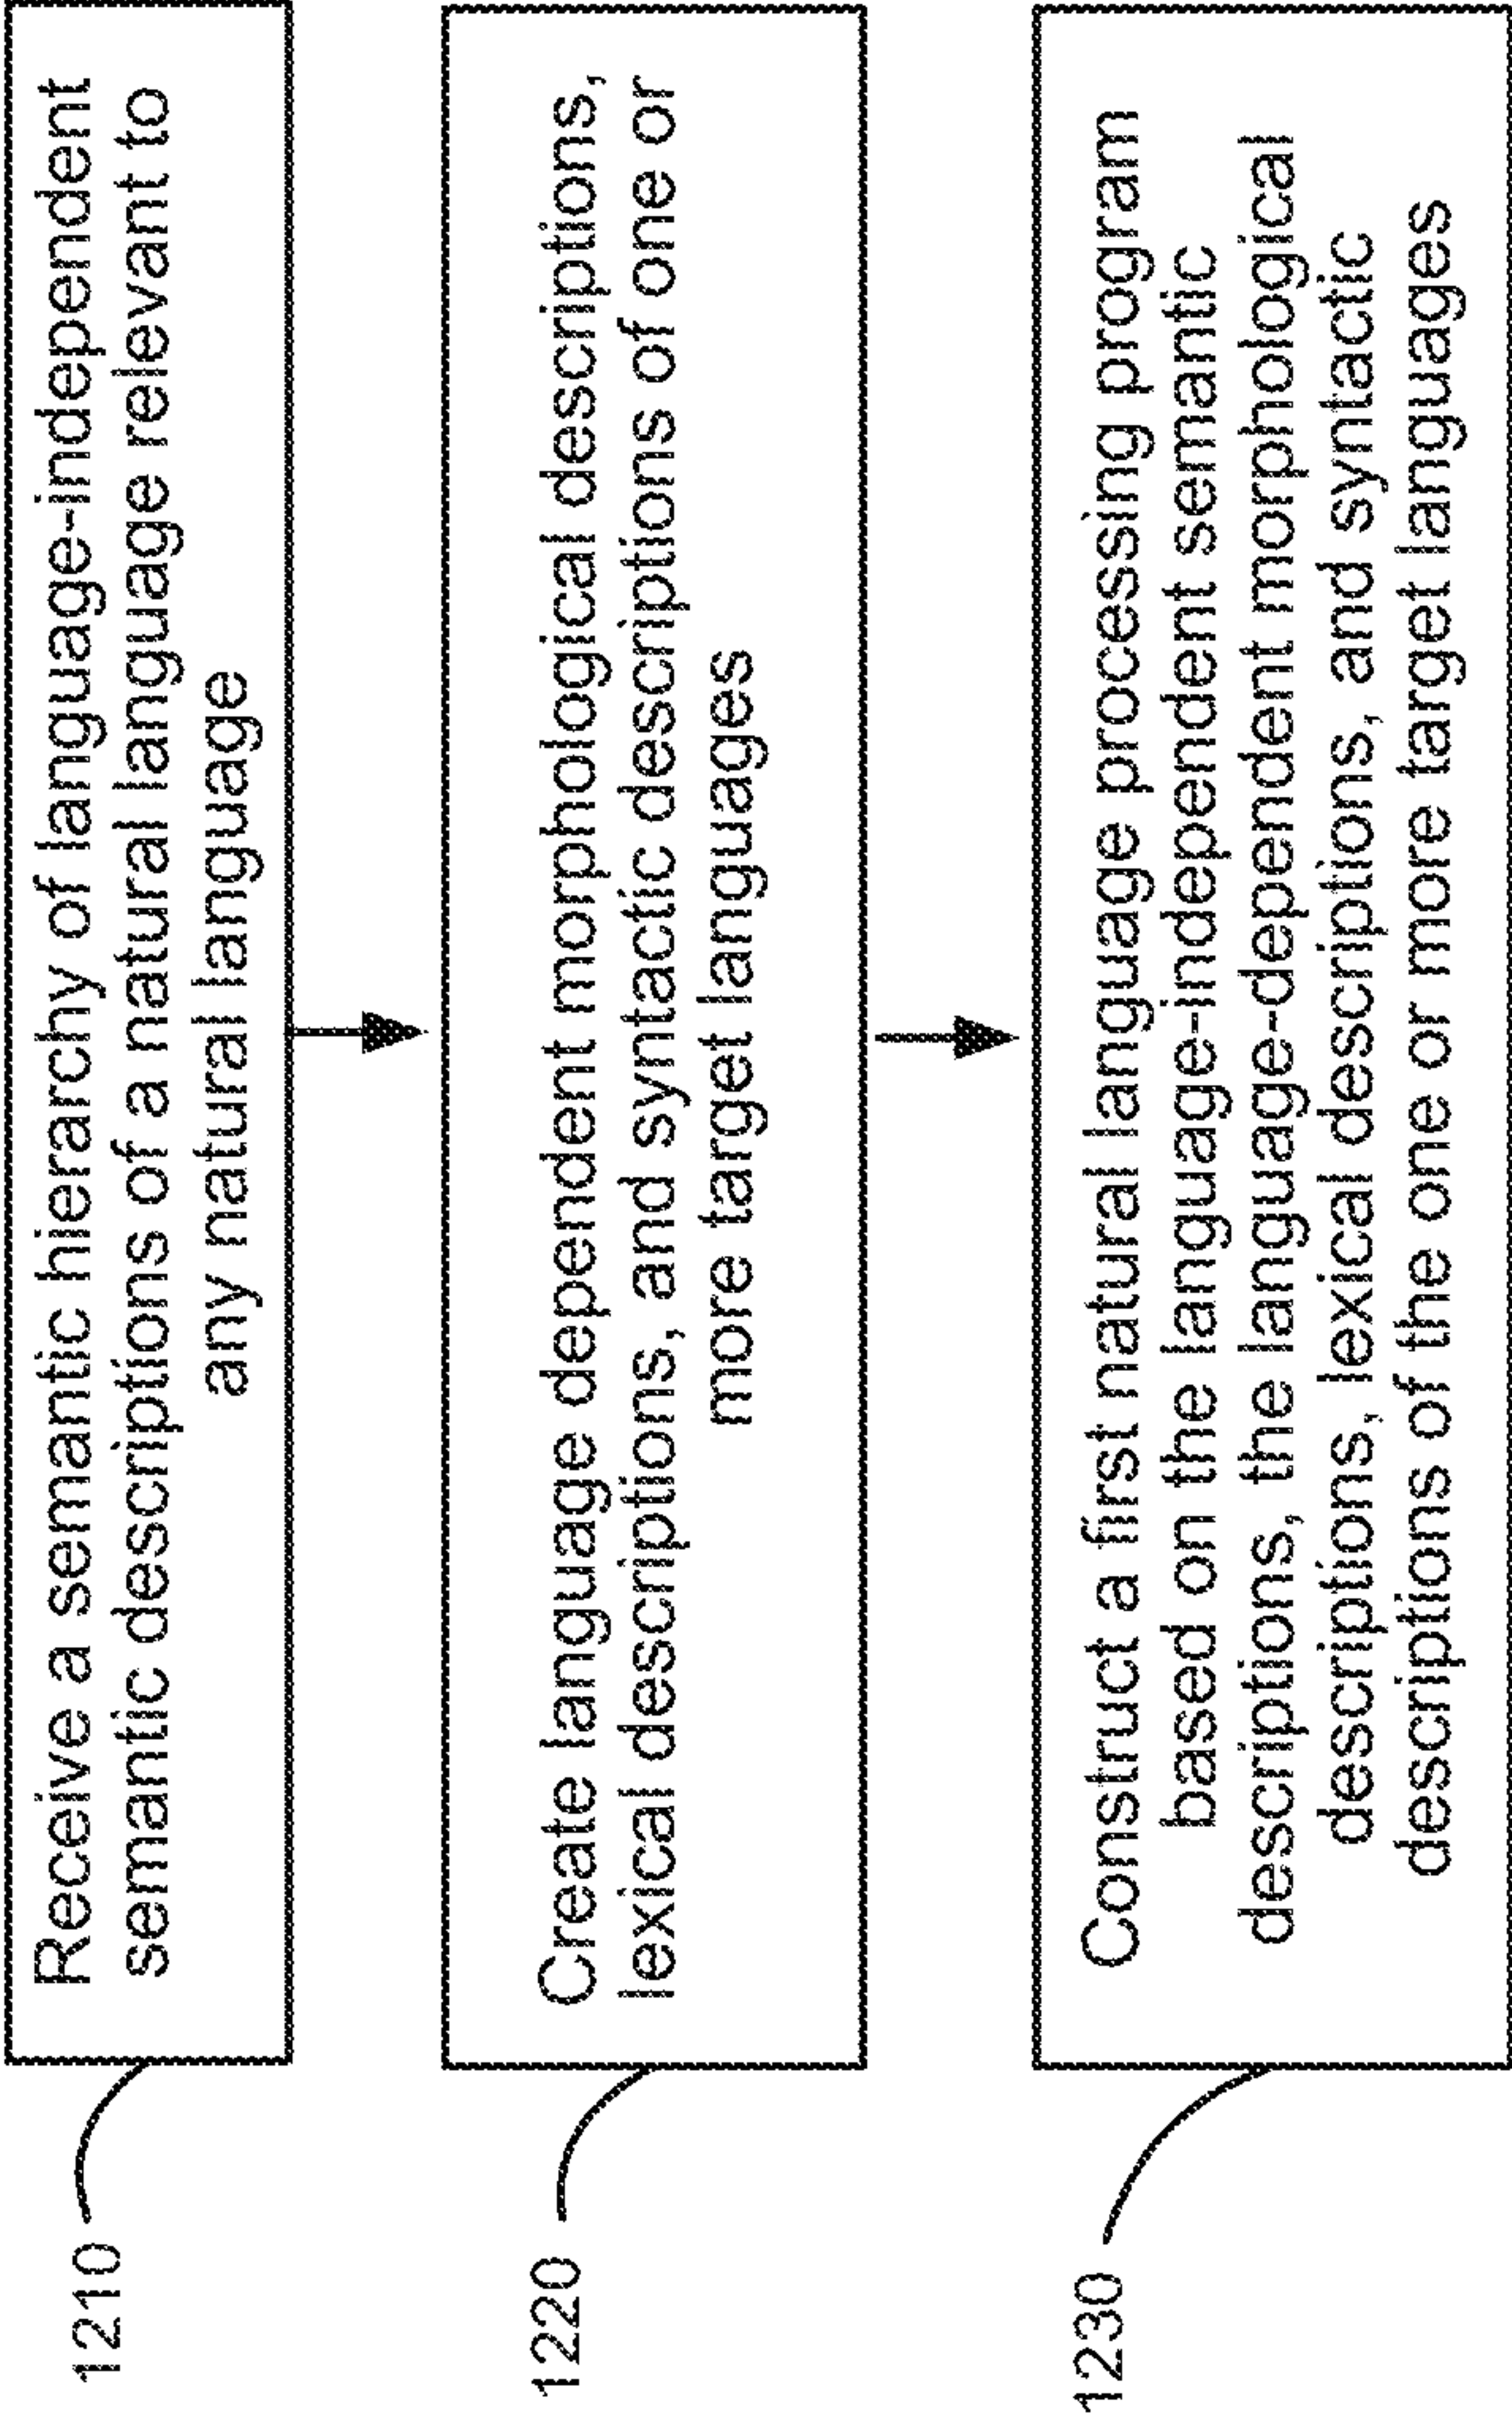 1210
Receive a semantic hierarchy of language-independent
semantic descriptions of a natural language relevant to
any natural language
1220
Create language dependent morphological descriptions,
lexical descriptions, and syntactic descriptions of one or
more target languages
1230
Construct a first natural language processing program
based on the language-independent semantic
descriptions, the language-dependent morphological
descriptions, lexical descriptions, and syntactic
descriptions of the one or more target languages